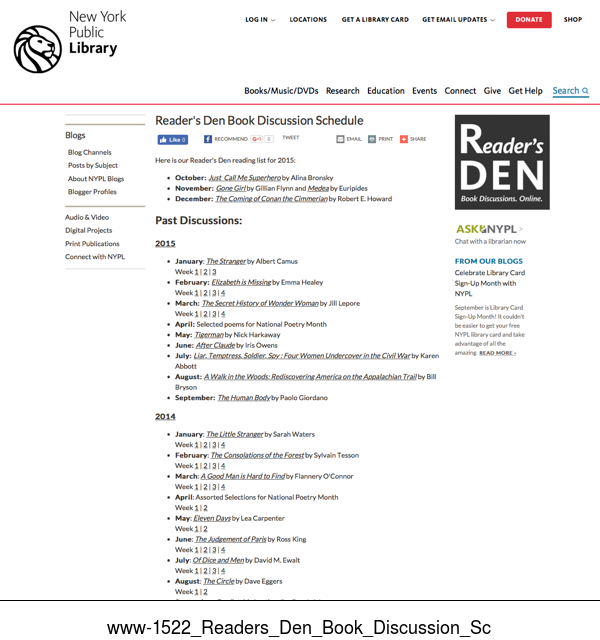 New York
Public
Library
LOG IN
LOCATIONS
GET A LIBRARY CARD
GET EMAIL UPDATES
DONATE
SHOP
Books/Music/DVDs Research Education Events Connect Give Get Help Search
Blogs
Blog Channels
Posts by Subject
About NYPL Blogs
Blogger Profiles
Audio & Video
Digital Projects
Print Publications
Connect with NYPL
Reader's Den Book Discussion Schedule
Like 0 RECOMMEND G+1 0 TWEET EMAIL PRINT SHARE
Here is our Reader's Den reading list for 2015:
• October: Just Call Me Superhero by Alina Bronsky
• November: Gone Girl by Gillian Flynn and Medea by Euripides
• December: The Coming of Conan the Cimmerian by Robert E. Howard
Past Discussions:
2015
• January: The Stranger by Albert Camus
Week 1 | 2 | 3
• February: Elizabeth is Missing by Emma Healey
Week 1 | 2 | 3 | 4
• March: The Secret History of Wonder Woman by Jill Lepore
Week 1 | 2 | 3 | 4
• April: Selected poems for National Poetry Month
• May: Tigerman by Nick Harkaway
• June: After Claude by Iris Owens
• July: Liar, Temptress, Soldier, Spy : Four Women Undercover in the Civil War by Karen
Abbott
• August: A Walk in the Woods: Rediscovering America on the Appalachian Trail by Bill
Bryson
• September: The Human Body by Paolo Giordano
2014
• January: The Little Stranger by Sarah Waters
Week 1 | 2 | 3 | 4
• February: The Consolations of the Forest by Sylvain Tesson
Week 1 | 2 | 3 | 4
• March: A Good Man is Hard to Find by Flannery O'Connor
Week 1 | 2 | 3 | 4
• April: Assorted Selections for National Poetry Month
Week 1 | 2
• May: Eleven Days by Lea Carpenter
Week 1 | 2
• June: The Judgement of Paris by Ross King
Week 1 | 2 | 3 | 4
• July: Of Dice and Men by David M. Ewalt
Week 1 | 2 | 3 | 4
• August: The Circle by Dave Eggers
Week 1 | 2
Reader's
DEN
Book Discussions. Online.
ASK NYPL >
Chat with a librarian now
FROM OUR BLOGS
Celebrate Library Card
Sign-Up Month with
NYPL
September is Library Card
Sign-Up Month! It couldn't
be easier to get your free
NYPL library card and take
advantage of all the
amazing READ MORE ›
www-1522_Readers_Den_Book_Discussion_Sc